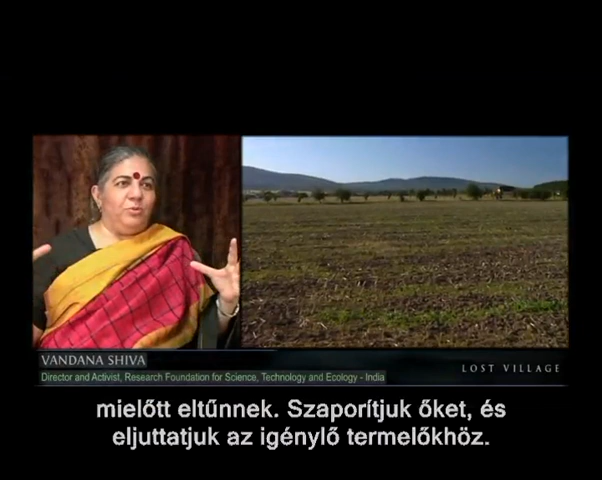 VANDANA SHIVA
LOST VILLAGE
Director and Activist, Research Foundation for Science, Technology and Ecology - India
mielőtt eltűnnek. Szaporítjuk őket, és
eljuttatjuk az igénylő termelőkhöz.